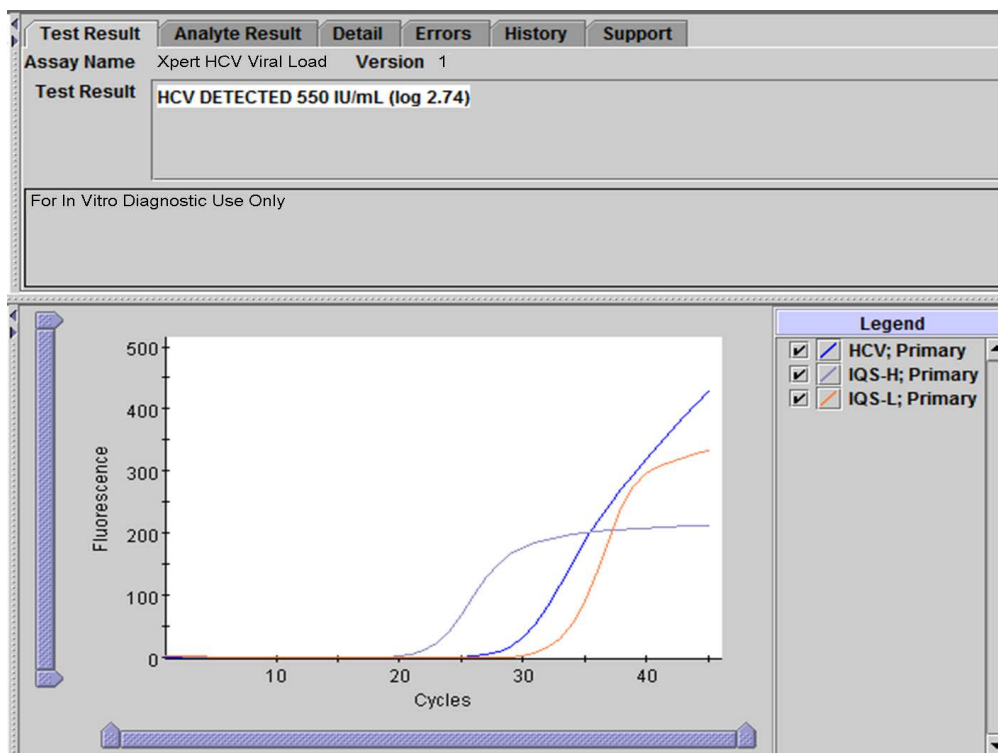 Test Result Analyte Result Detail Errors History Support
Assay Name Xpert HCV Viral Load Version 1
Test Result HCV DETECTED 550 IU/mL (log 2.74)
For In Vitro Diagnostic Use Only
500
400
300
200
100
0
Fluorescence
10 20 30 40
Cycles
Legend
HCV; Primary
IQS-H; Primary
IQS-L; Primary